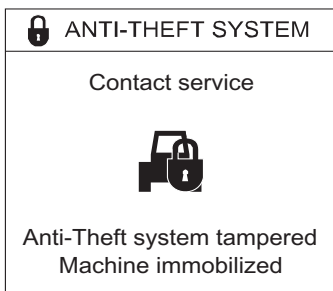 ANTI-THEFT SYSTEM
Contact service
Anti-Theft system tampered
Machine immobilized